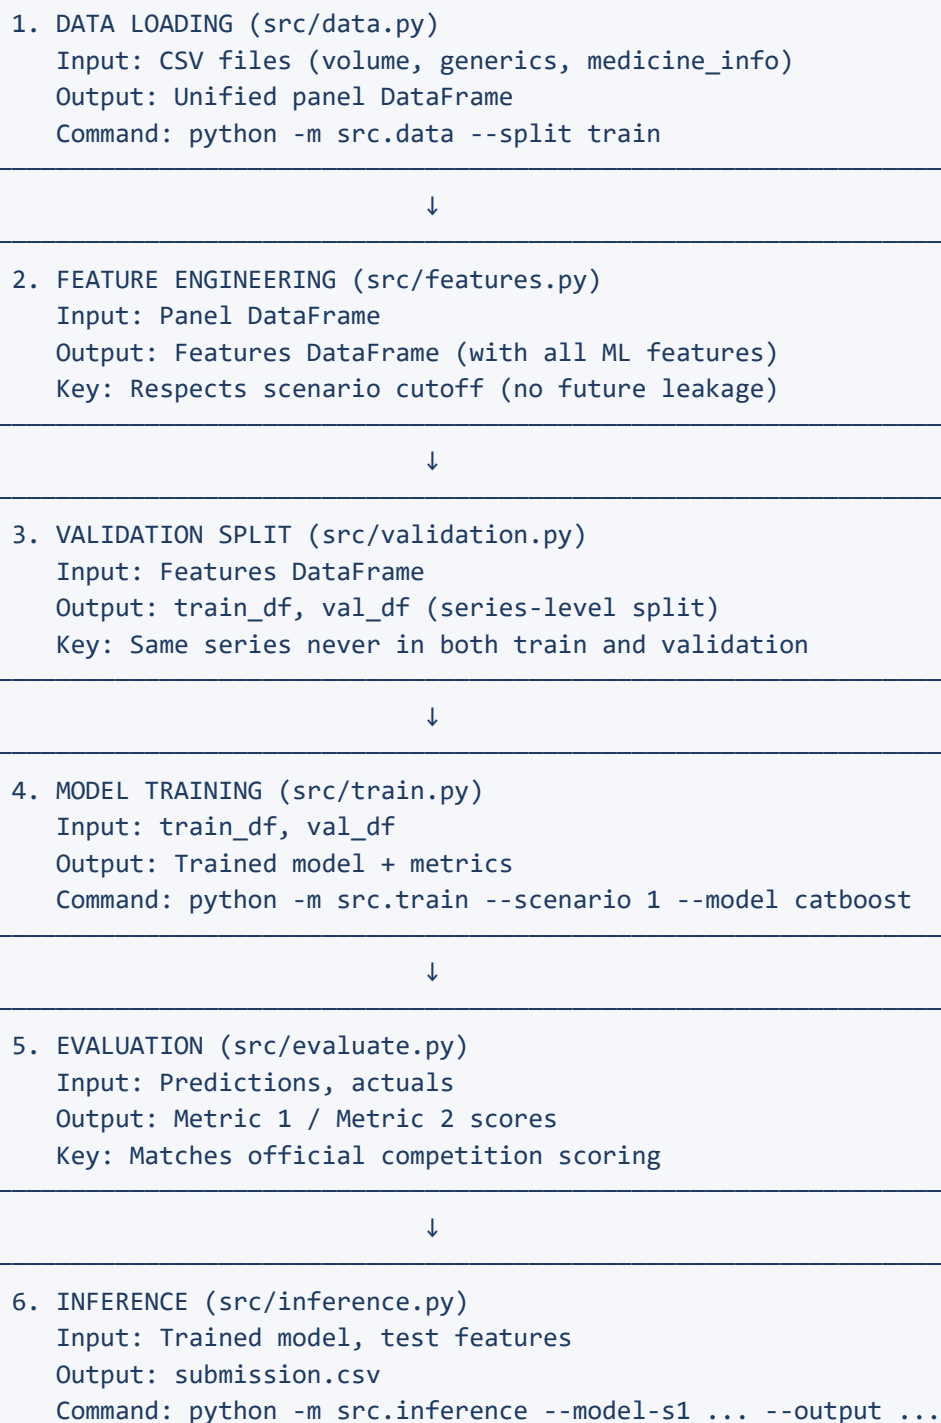 1. DATA LOADING (src/data.py)
Input: CSV files (volume, generics, medicine_info)
Output: Unified panel DataFrame
Command: python -m src.data --split train
↓
2. FEATURE ENGINEERING (src/features.py)
Input: Panel DataFrame
Output: Features DataFrame (with all ML features)
Key: Respects scenario cutoff (no future leakage)
↓
3. VALIDATION SPLIT (src/validation.py)
Input: Features DataFrame
Output: train_df, val_df (series-level split)
Key: Same series never in both train and validation
↓
4. MODEL TRAINING (src/train.py)
Input: train_df, val_df
Output: Trained model + metrics
Command: python -m src.train --scenario 1 --model catboost
↓
5. EVALUATION (src/evaluate.py)
Input: Predictions, actuals
Output: Metric 1 / Metric 2 scores
Key: Matches official competition scoring
↓
6. INFERENCE (src/inference.py)
Input: Trained model, test features
Output: submission.csv
Command: python -m src.inference --model-s1 ... --output ...